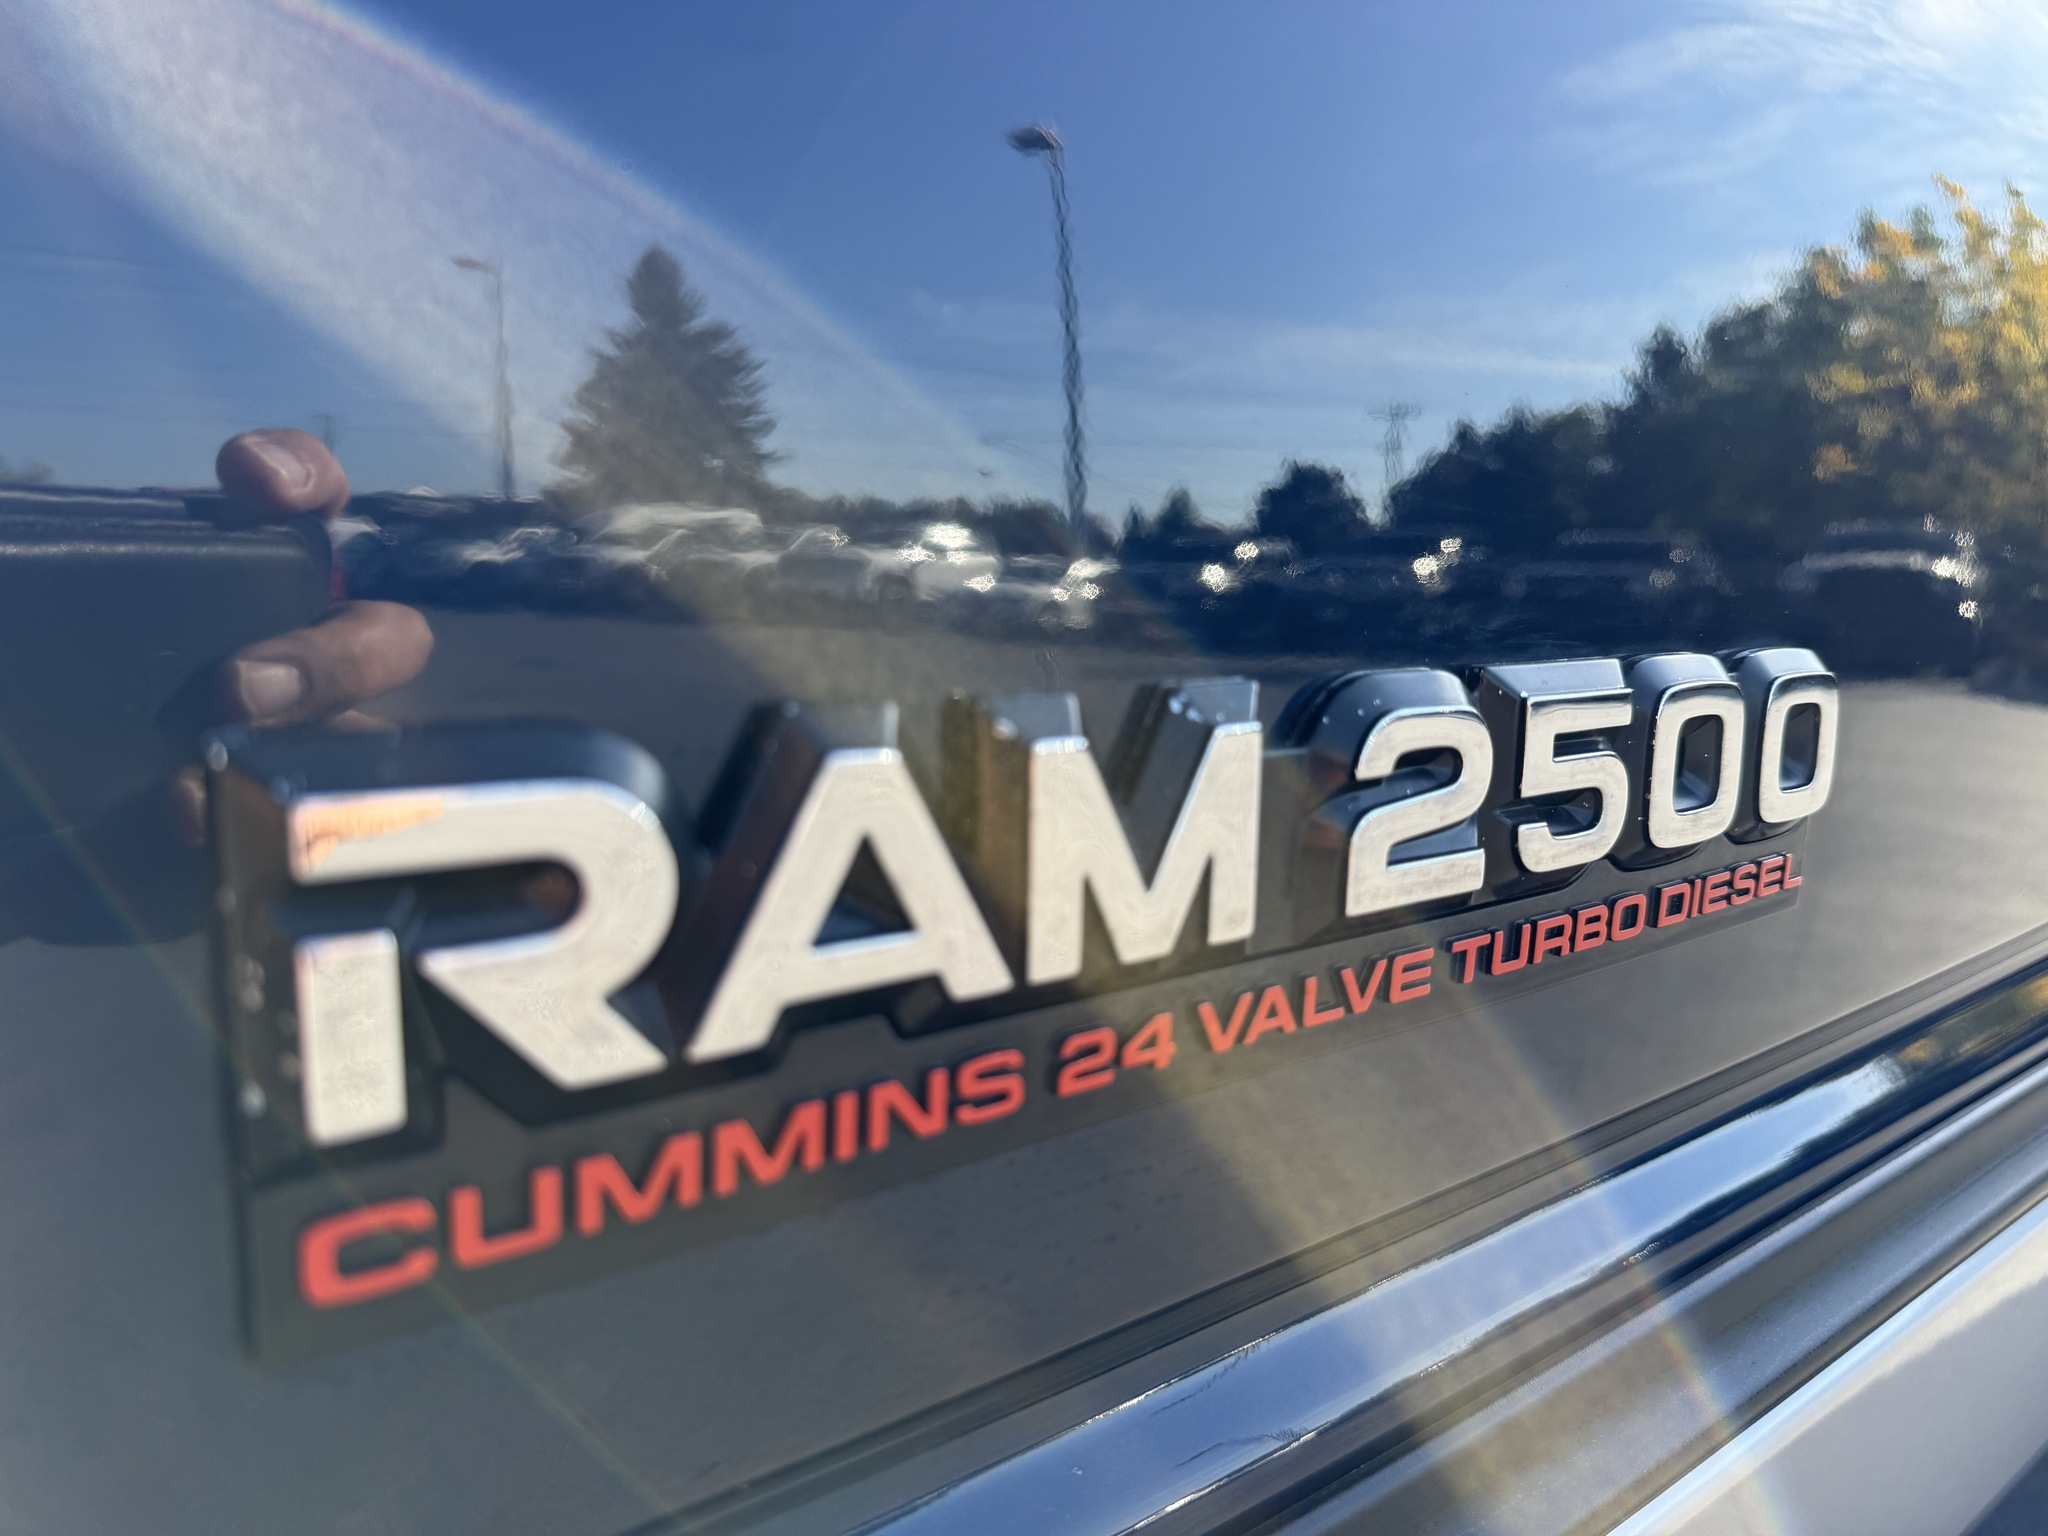 RAM 2500
CUMMINS 24 VALVE TURBO DIESEL